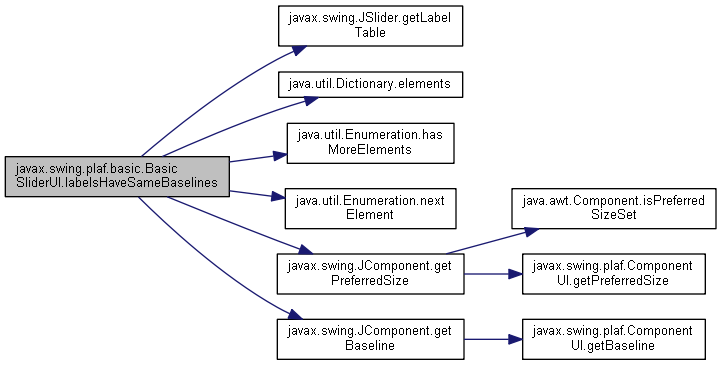 javax.swing.JSlider.getLabel
Table
java.util.Dictionary.elements
java.util.Enumeration.has
MoreElements
javax.swing.plaf.basic.Basic
SliderUI.labelsHaveSameBaselines
java.util.Enumeration.next
Element
java.awt.Component.isPreferred
SizeSet
javax.swing.JComponent.get
PreferredSize
javax.swing.plaf.Component
UI.getPreferredSize
javax.swing.JComponent.get
Baseline
javax.swing.plaf.Component
UI.getBaseline